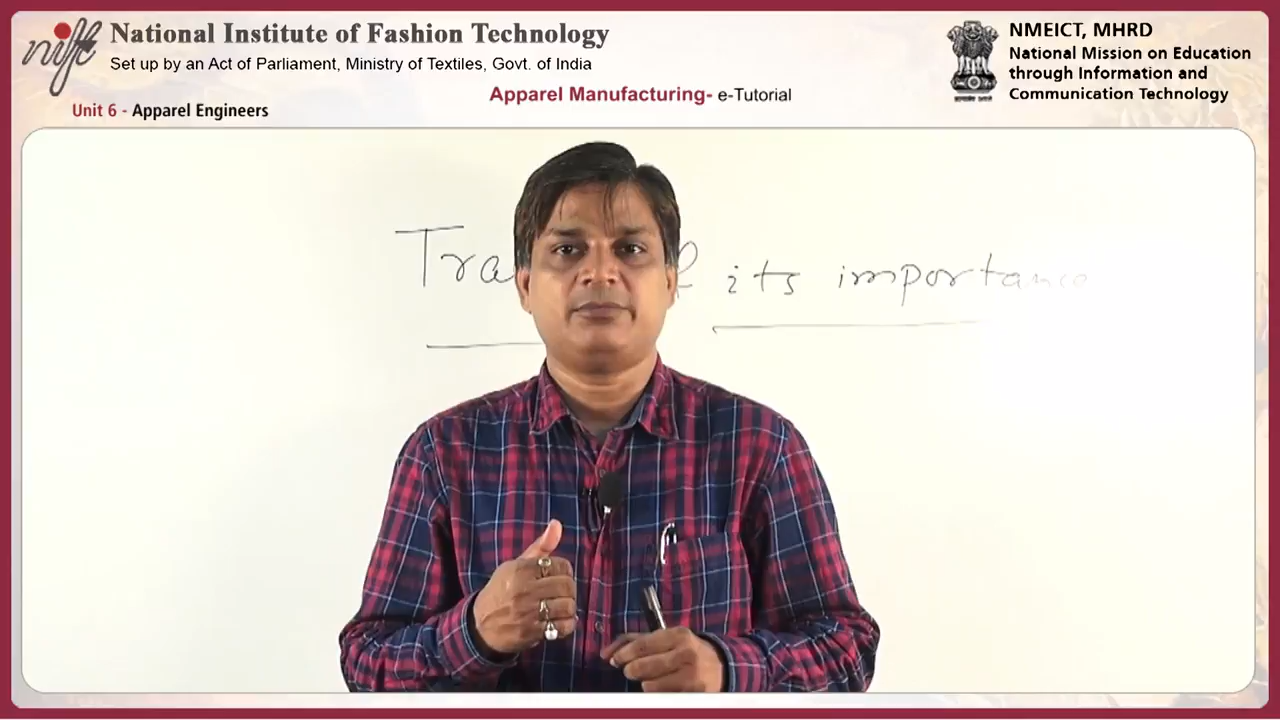 nift
National Institute of Fashion Technology
Set up by an Act of Parliament, Ministry of Textiles, Govt. of India
Unit 6 - Apparel Engineers
Apparel Manufacturing- e-Tutorial
NMEICT, MHRD
National Mission on Education
through Information and
Communication Technology
its importance